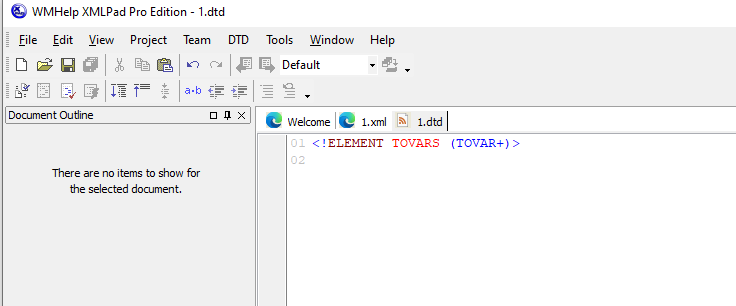 WMHelp XMLPad Pro Edition - 1.dtd
File Edit View Project Team DTD Tools Window Help
Default
a·b
Document Outline
Welcome 1.xml 1.dtd
There are no items to show for
the selected document.
01 <!ELEMENT TOVARS (TOVAR+)>
02